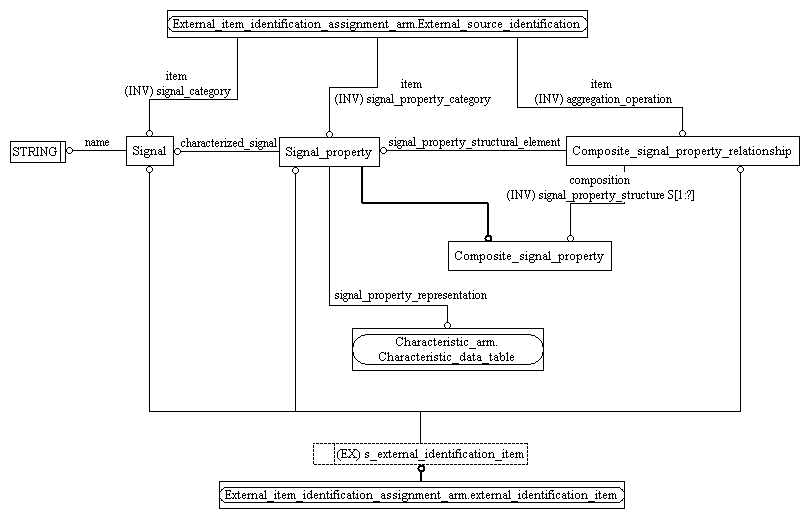 External_item_identification_assignment_arm.External_source_identification
item
(INV) signal_category
item
(INV) signal_property_category
item
(INV) aggregation_operation
STRING
name
Signal
characterized_signal
Signal_property
signal_property_structural_element
Composite_signal_property_relationship
composition
(INV) signal_property_structure S[1:?]
Composite_signal_property
signal_property_representation
Characteristic_arm.
Characteristic_data_table
(EX) s_external_identification_item
External_item_identification_assignment_arm.external_identification_item